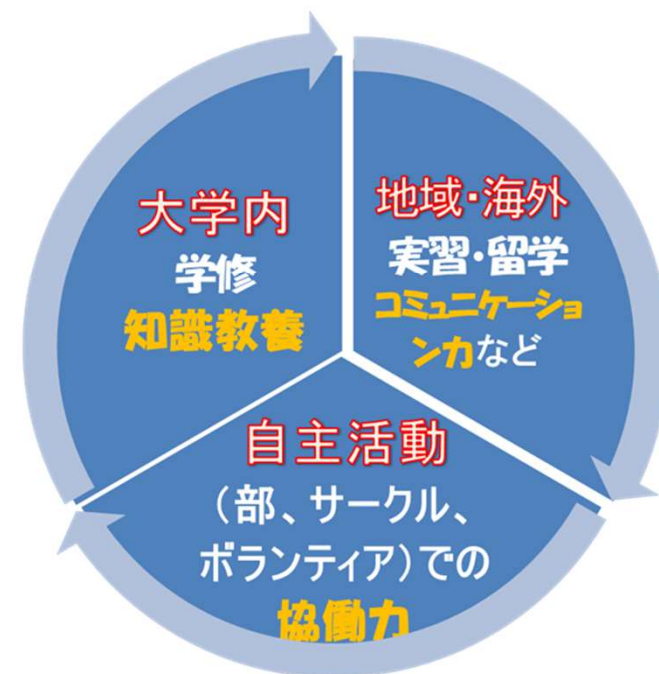 大学内
学修
知識教養
地域・海外
実習・留学
コミュニケーショ
ン力など
自主活動
（部、サークル、
ボランティア）での
協働力